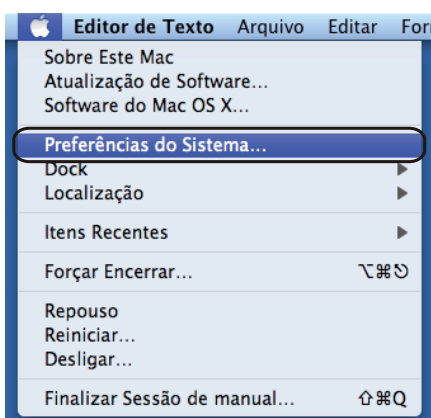 Editor de Texto Arquivo Editar
Sobre Este Mac
Atualização de Software...
Software do Mac OS X...
Preferências do Sistema...
Dock
Localização
Itens Recentes
Forçar Encerrar... ⌥⌘⎋
Repouso
Reiniciar...
Desligar...
Finalizar Sessão de manual... ⇧⌘Q